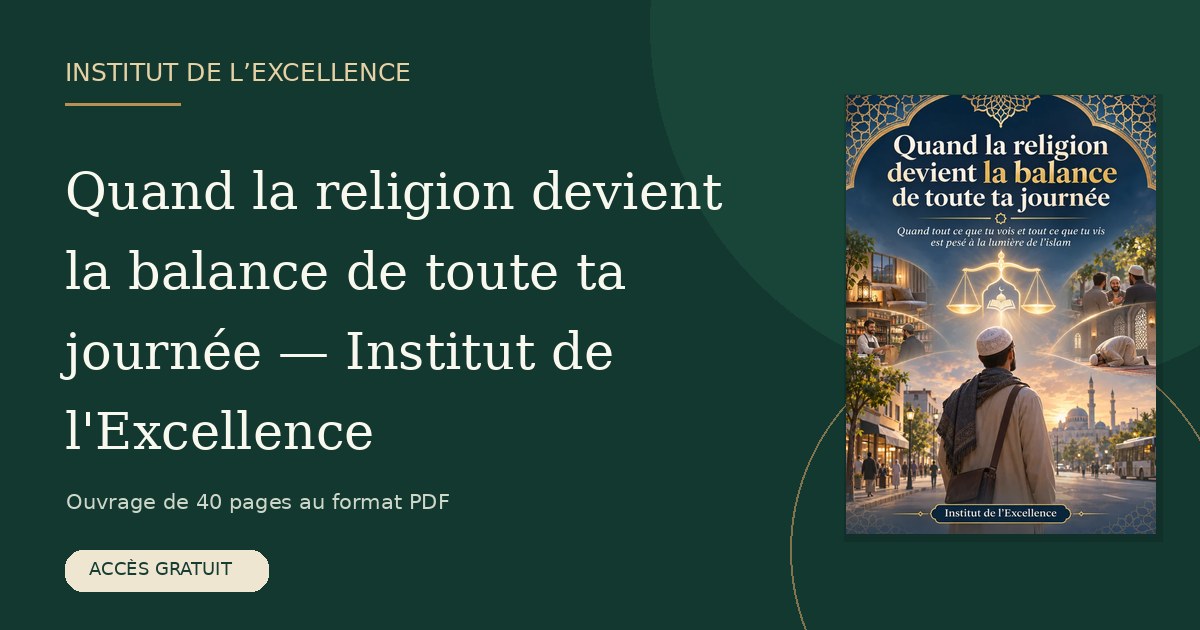 INSTITUT DE L’EXCELLENCE
Quand la religion devient
la balance de toute ta
journée — Institut de
l'Excellence
Ouvrage de 40 pages au format PDF
ACCÈS GRATUIT
Quand la religion
devient la balance
de toute ta journée
Quand tout ce que tu vois et tout ce que tu vis
est pesé à la lumière de l’islam
Institut de l’Excellence